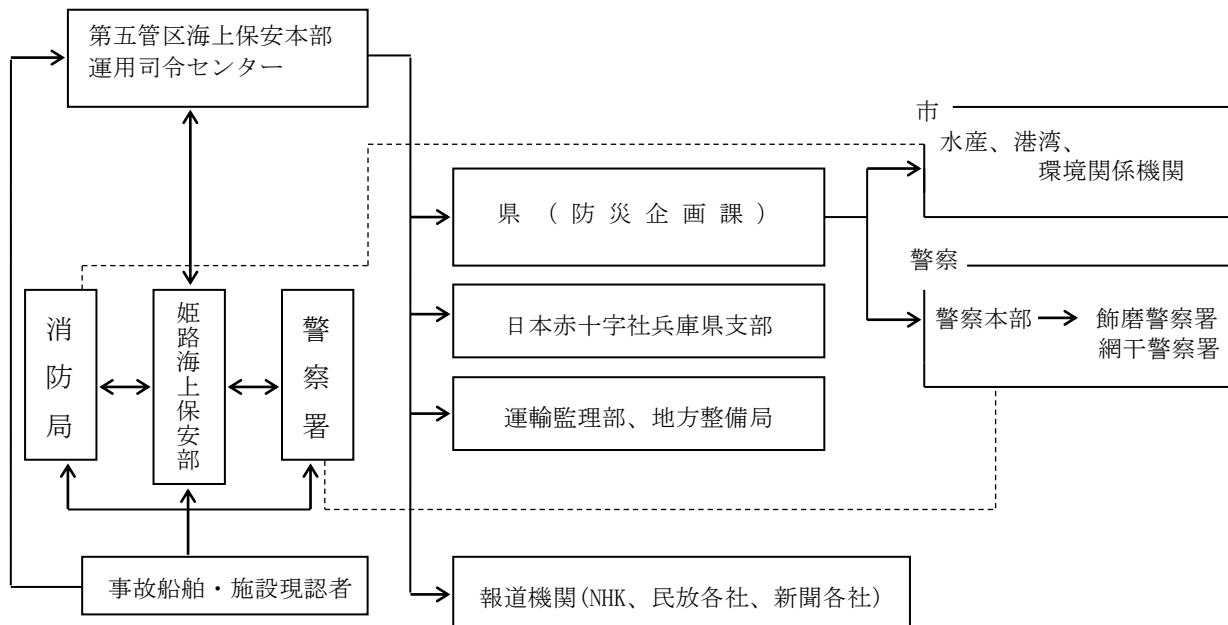 第五管区海上保安本部
運用司令センター
市
水産、港湾、
環境関係機関
県（防災企画課）
警察
消防局
姫路海上保安部
警察署
日本赤十字社兵庫県支部
警察本部
飾磨警察署
網干警察署
運輸監理部、地方整備局
事故船舶・施設現認者
報道機関(NHK、民放各社、新聞各社)